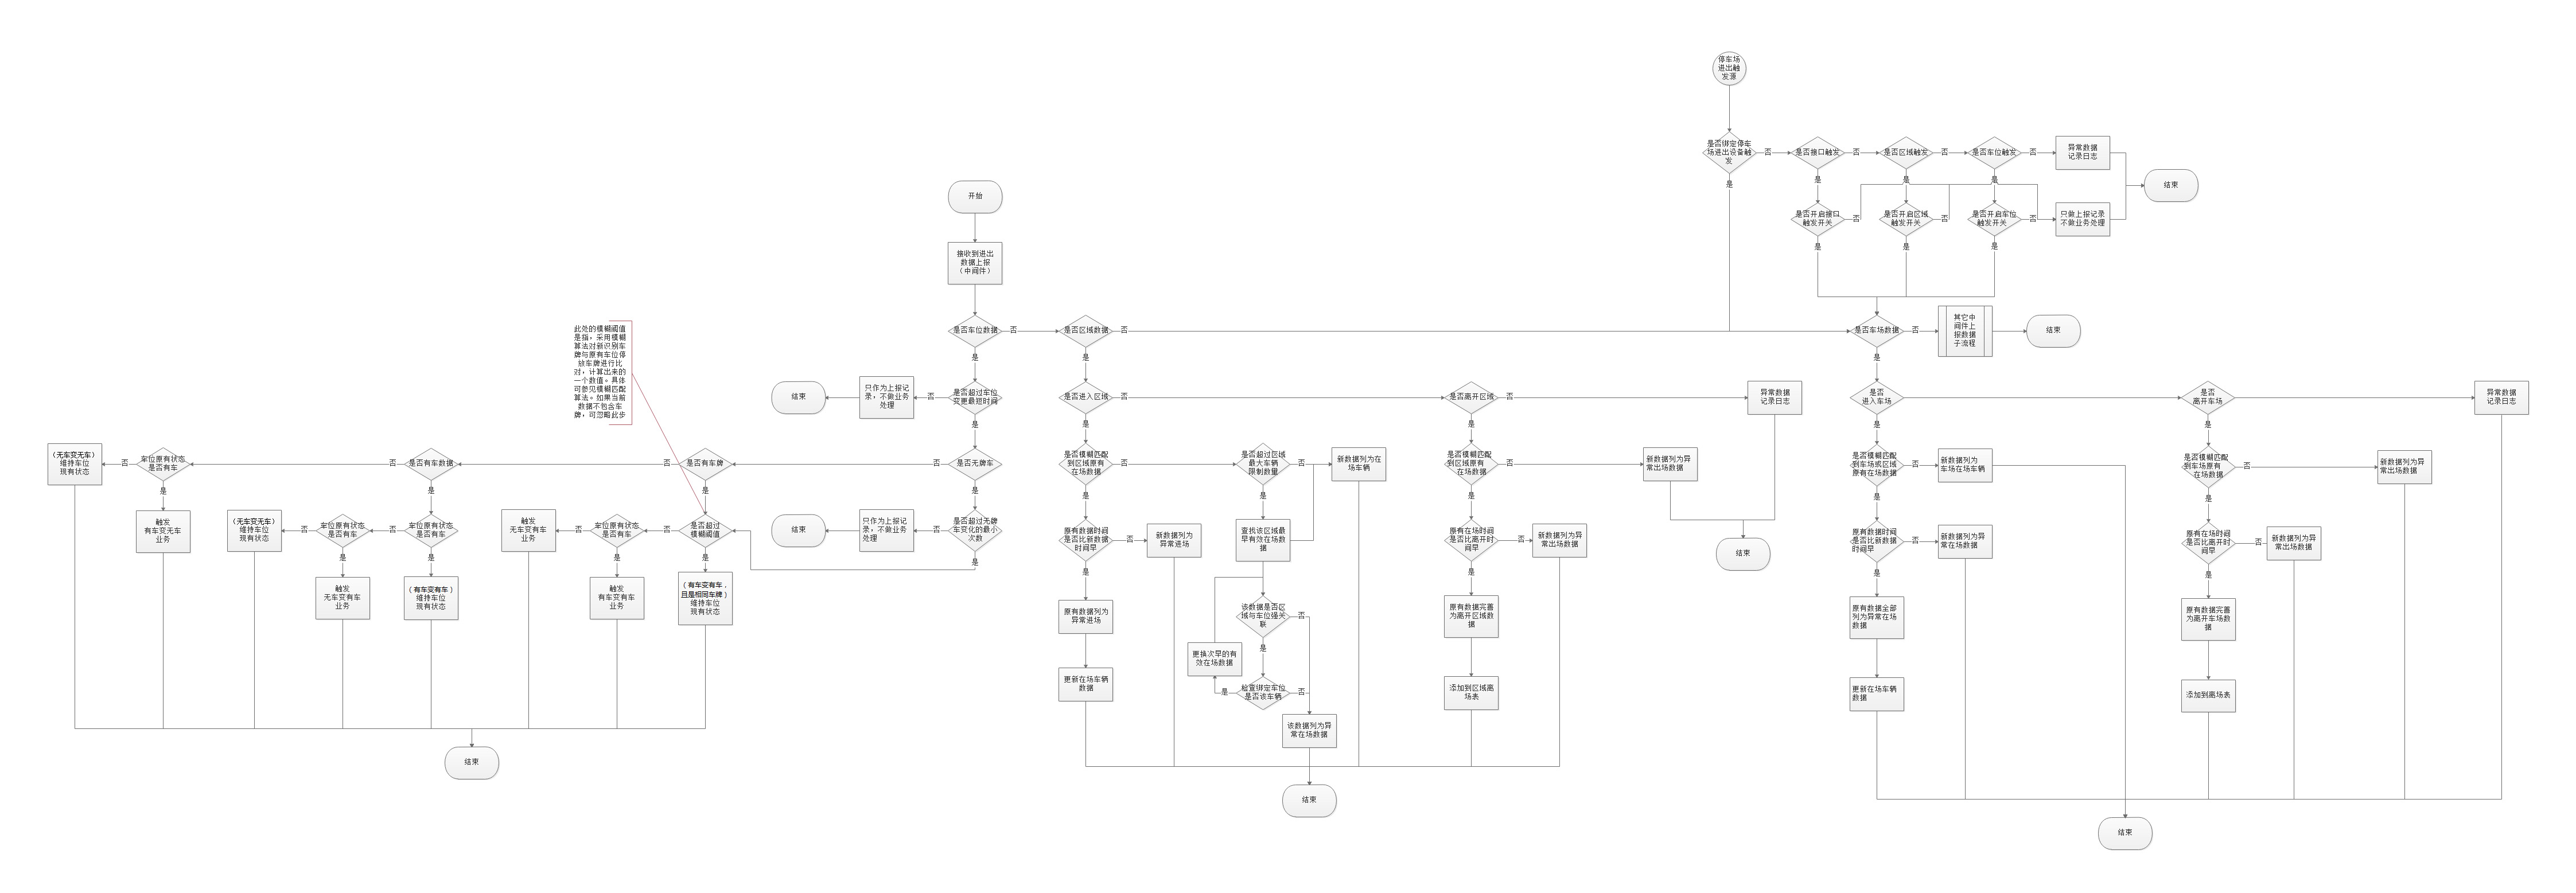 停车场
进出触
发源
是否绑定停车
场进出设备触
发
否
是否接口触发
否
是否区域触发
否
是否车位触发
否
异常数据
记录日志
是
是
是
是
结束
是否开启接口
触发开关
否
是否开启区域
触发开关
否
是否开启车位
触发开关
否
只做上报记录
不做业务处理
是
是
是
开始
接收到进出
数据上报
（中间件）
是否车位数据
否
是否区域数据
否
是否车场数据
否
其它中
间件上
报数据
子流程
结束
此处的模糊阈值
是指，采用模糊
算法对新识别车
牌与原有车位停
放车牌进行比
对，计算出来的
一个数值。具体
可参见模糊匹配
算法。如果当前
数据不包含车
牌，可忽略此步
是
是
是
结束
只作为上报记
录，不做业务
处理
否
是否超过车位
变更最短时间
是否进入区域
否
是否离开区域
否
异常数据
记录日志
是否
进入车场
是否
离开车场
异常数据
记录日志
是
是
是
是
是
（无车变无车）
维持车位
现有状态
否
车位原有状态
是否有车
否
是否有车数据
否
是否有车牌
否
是否无牌车
是否模糊匹配
到区域原有
在场数据
否
是否超过区域
最大车辆
限制数量
否
新数据列为在
场车辆
是否模糊匹配
到区域原有
在场数据
否
新数据列为异
常出场数据
是否模糊匹配
到车场或区域
原有在场数据
否
新数据列为
车场在场车辆
是否模糊匹配
到车场原有
在场数据
否
新数据列为异
常出场数据
是
是
是
是
是
是
是
是
是
触发
有车变无车
业务
（无车变无车）
维持车位
现有状态
否
车位原有状态
是否有车
否
车位原有状态
是否有车
触发
无车变有车
业务
否
车位原有状态
是否有车
否
是否超过
模糊阈值
结束
只作为上报记
录，不做业务
处理
否
是否超过无牌
车变化的最小
次数
原有数据时间
是否比新数据
时间早
否
新数据列为
异常进场
查找该区域最
早有效在场数
据
原有在场时间
是否比离开时
间早
否
新数据列为异
常出场数据
结束
原有数据时间
是否比新数据
时间早
否
新数据列为异
常在场数据
原有在场时间
是否比离开时
间早
否
新数据列为异
常出场数据
是
是
是
是
是
是
是
是
是
触发
无车变有车
业务
（有车变有车）
维持车位
现有状态
触发
有车变有车
业务
（有车变有车，
且是相同车牌）
维持车位
现有状态
原有数据列为
异常进场
该数据是否区
域与车位强关
联
否
原有数据完善
为离开区域数
据
原有数据全部
列为异常在场
数据
原有数据完善
为离开车场数
据
是
更换次早的有
效在场数据
更新在场车辆
数据
是
检查绑定车位
是否该车辆
否
添加到区域离
场表
更新在场车辆
数据
添加到离场表
该数据列为异
常在场数据
结束
结束
结束